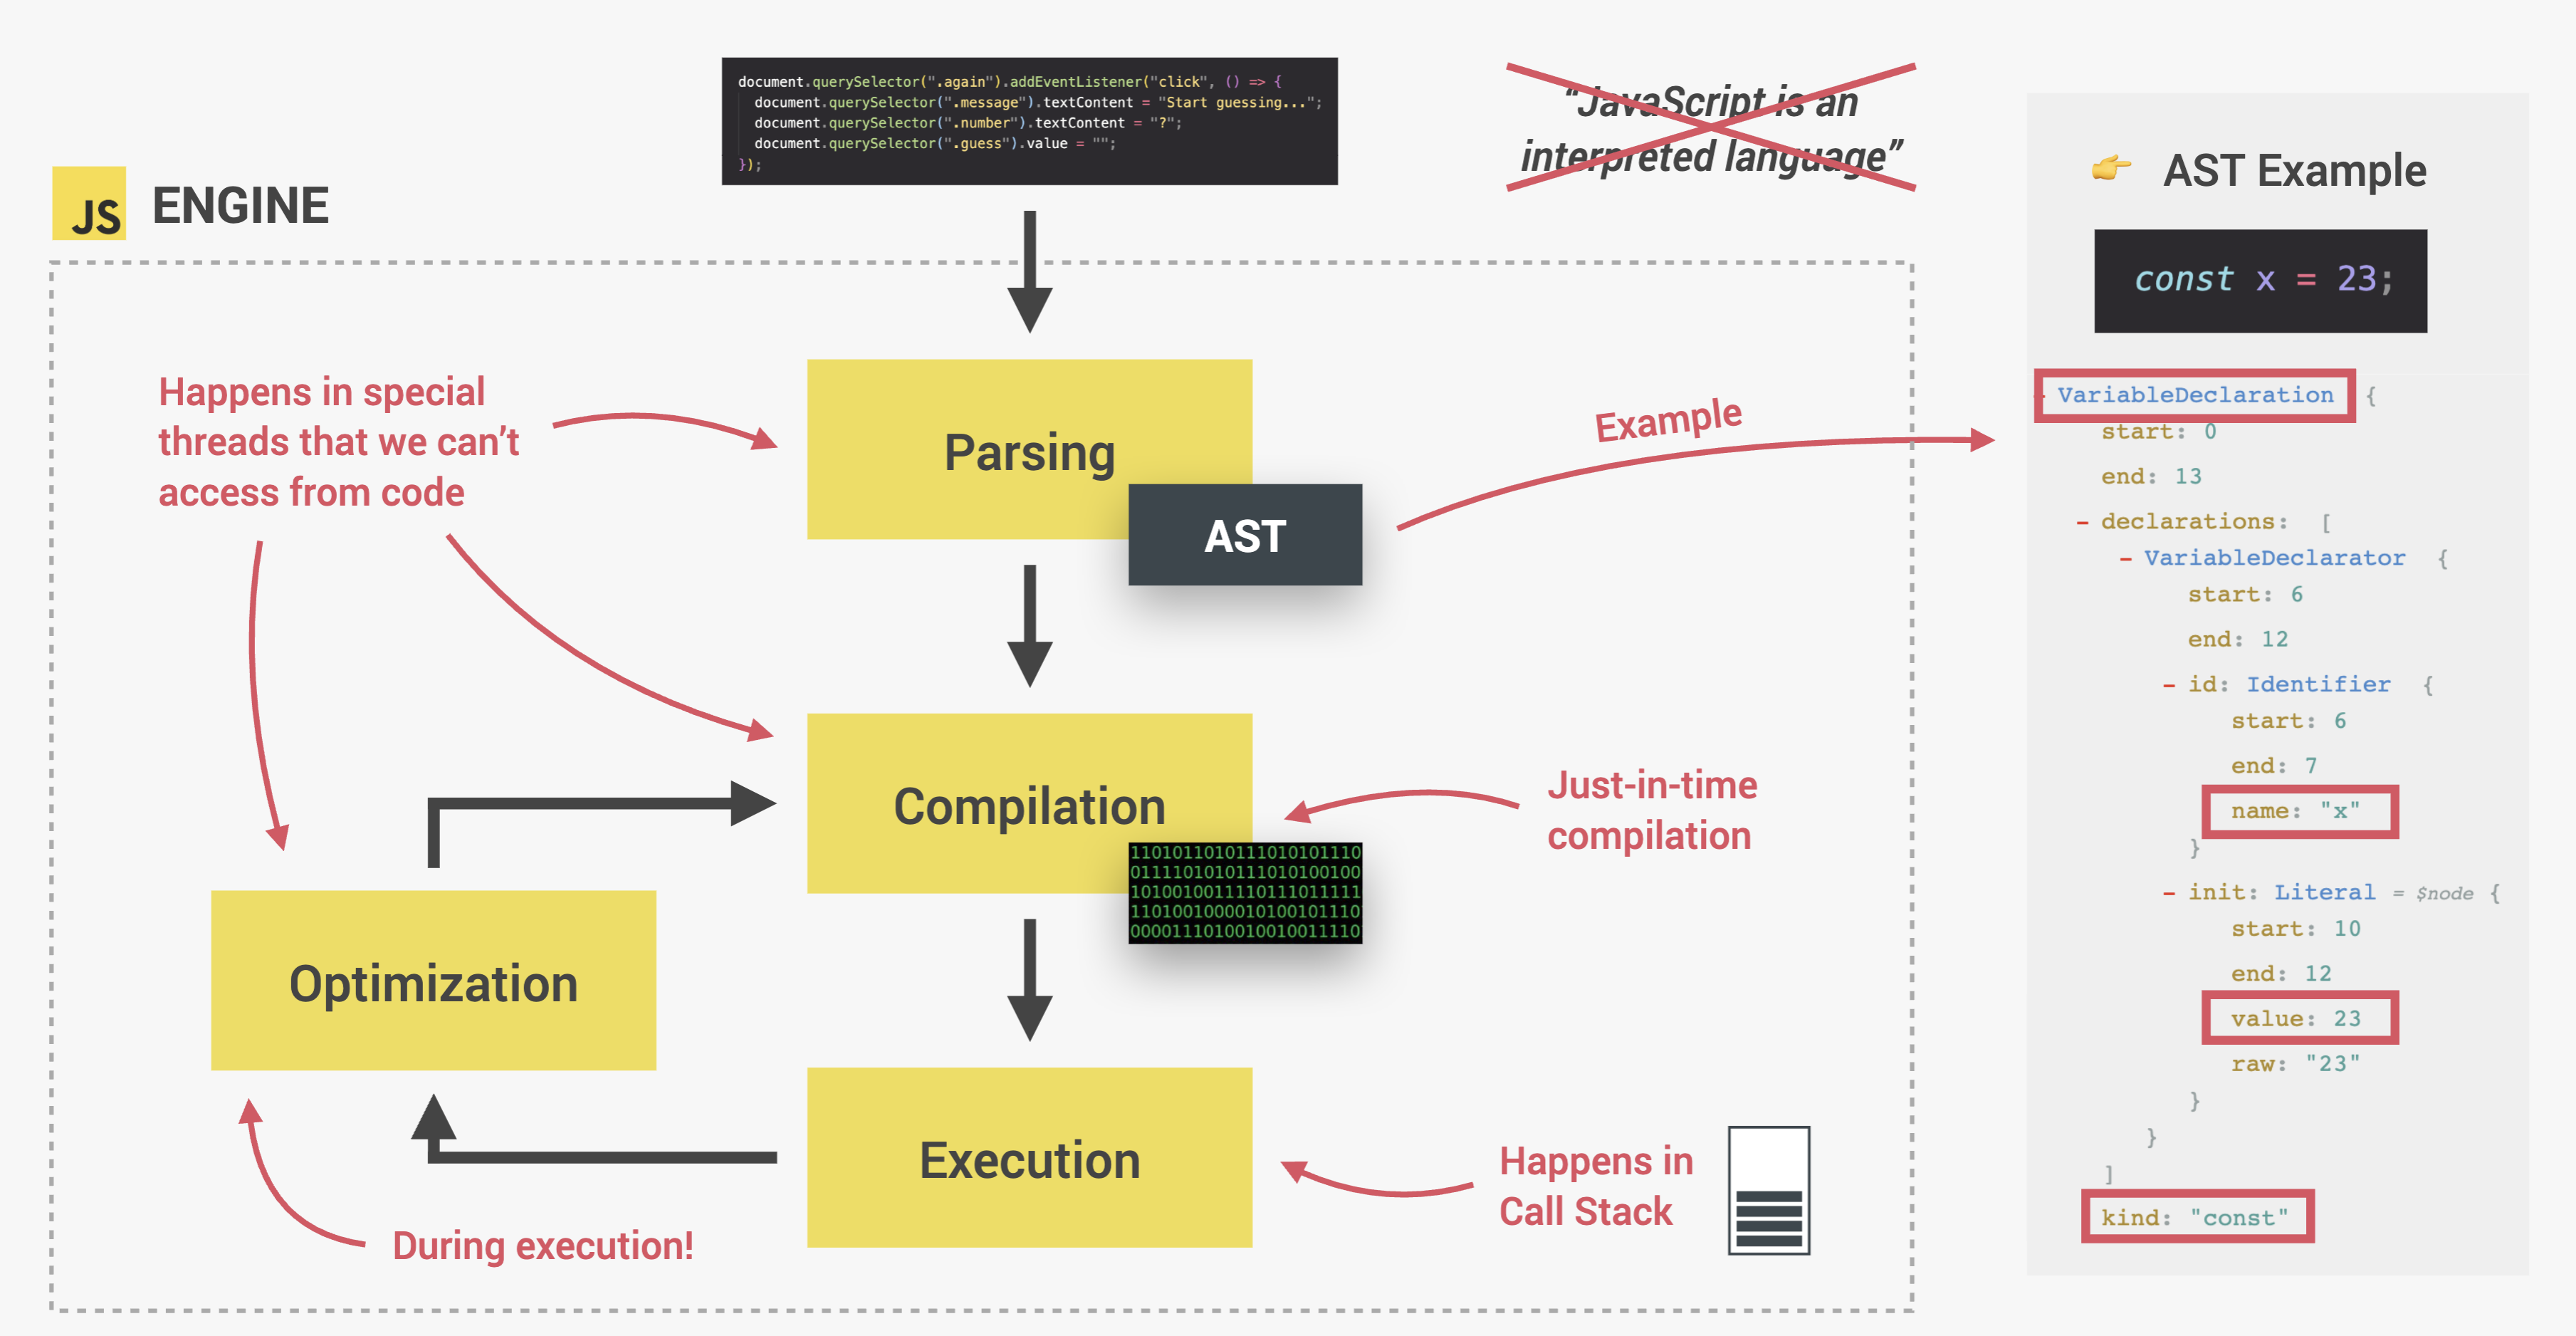 document.querySelector(".again").addEventListener("click", () => {
document.querySelector(".message").textContent = "Start guessing...";
document.querySelector(".number").textContent = "?";
document.querySelector(".guess").value = "";
});
“JavaScript is an
interpreted language”
JS ENGINE
Happens in special
threads that we can’t
access from code
Parsing
AST
Example
Compilation
1101011010111010101110
0111101010111010100100
1010010011110111011111
1101001000010100101110
0000111010010010011110
Just-in-time
compilation
Optimization
Execution
During execution!
Happens in
Call Stack
👉 AST Example
const x = 23;
- VariableDeclaration {
start: 0
end: 13
- declarations: [
- VariableDeclarator {
start: 6
end: 12
- id: Identifier {
start: 6
end: 7
name: "x"
}
- init: Literal = $node {
start: 10
end: 12
value: 23
raw: "23"
}
}
]
kind: "const"